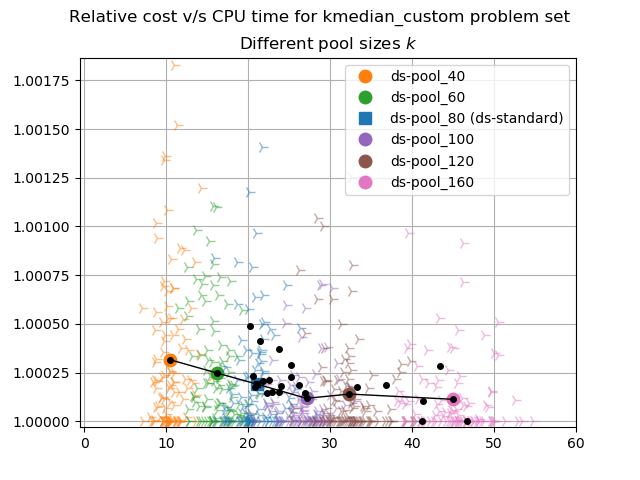 Relative cost v/s CPU time for kmedian_custom problem set
Different pool sizes k
1.00175
1.00150
1.00125
1.00100
1.00075
1.00050
1.00025
1.00000
0
10
20
30
40
50
60
ds-pool_40
ds-pool_60
ds-pool_80 (ds-standard)
ds-pool_100
ds-pool_120
ds-pool_160